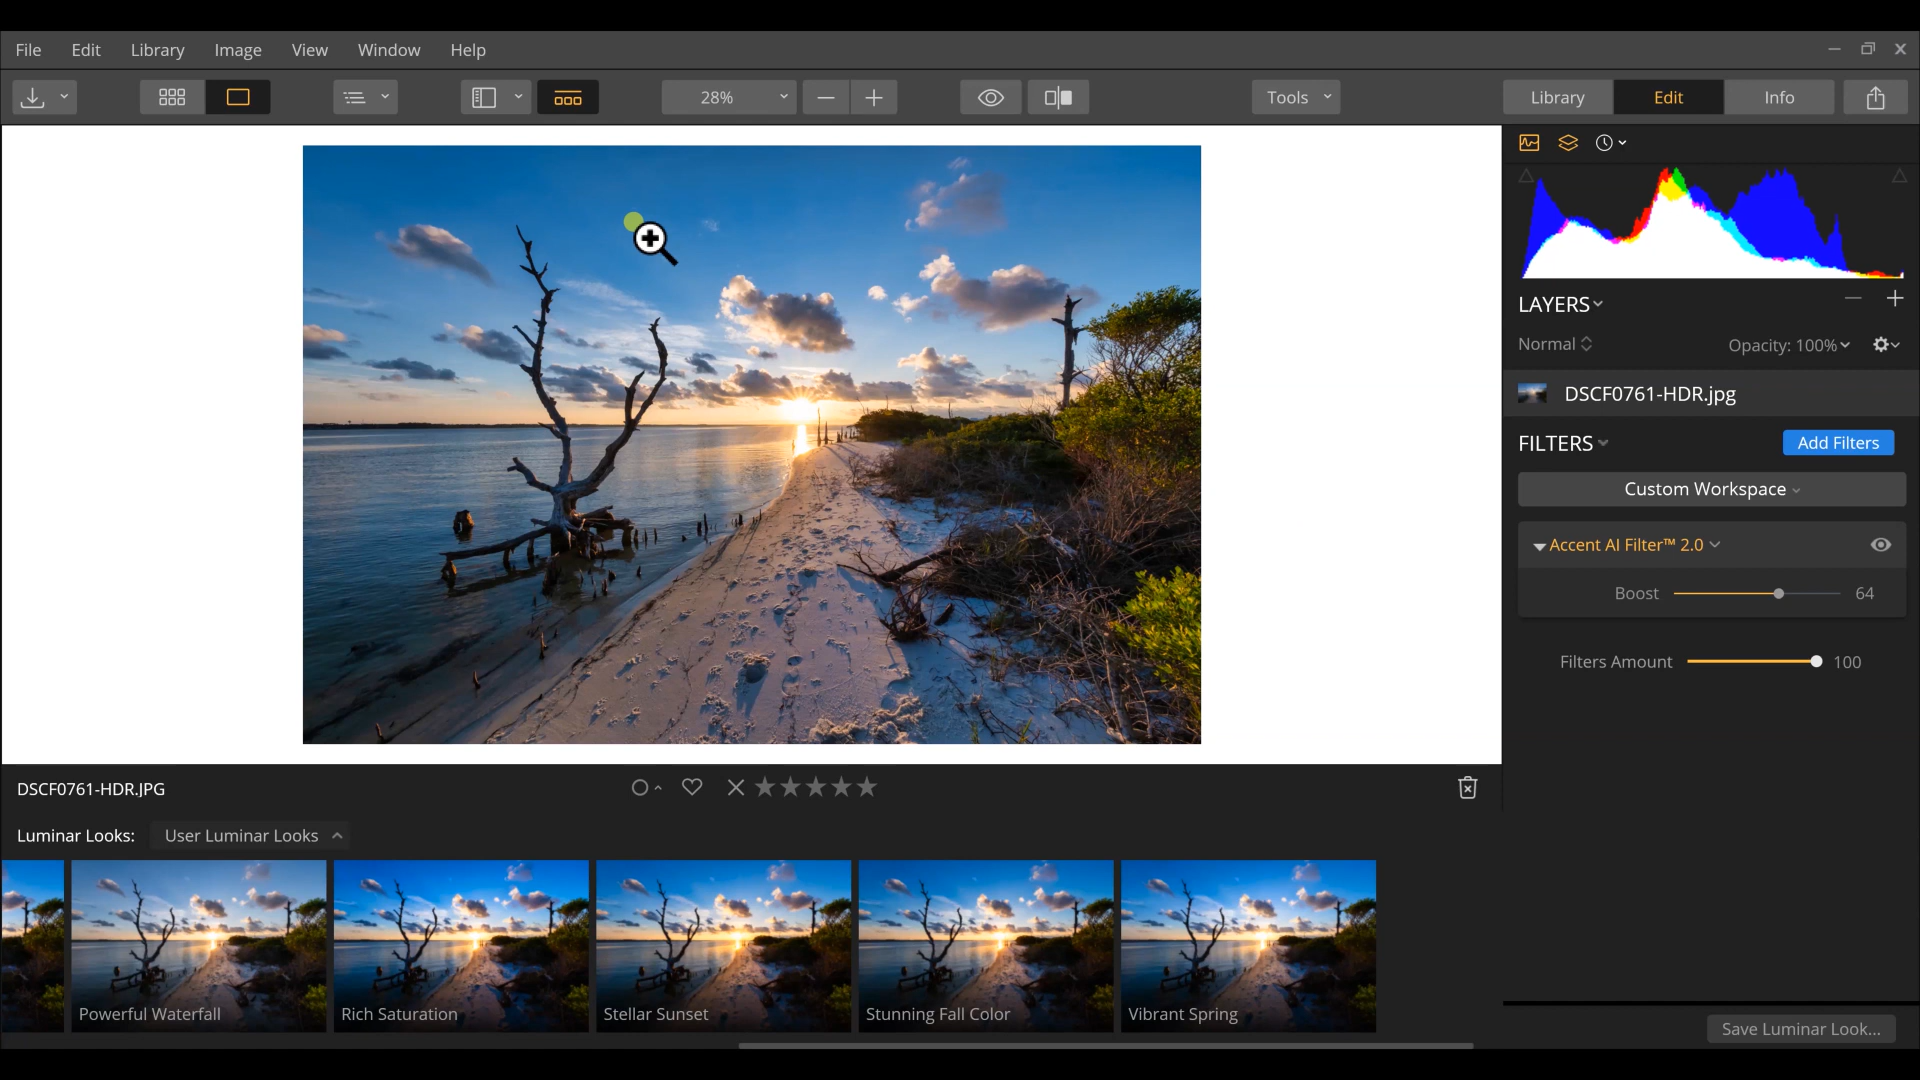 File Edit Library Image View Window Help
28% Tools Library Edit Info
LAYERS
Normal Opacity: 100%
DSCF0761-HDR.jpg
FILTERS Add Filters
Custom Workspace
Accent AI Filter™ 2.0
Boost 64
Filters Amount 100
DSCF0761-HDR.JPG
Luminar Looks: User Luminar Looks
Powerful Waterfall Rich Saturation Stellar Sunset Stunning Fall Color Vibrant Spring
Save Luminar Look...